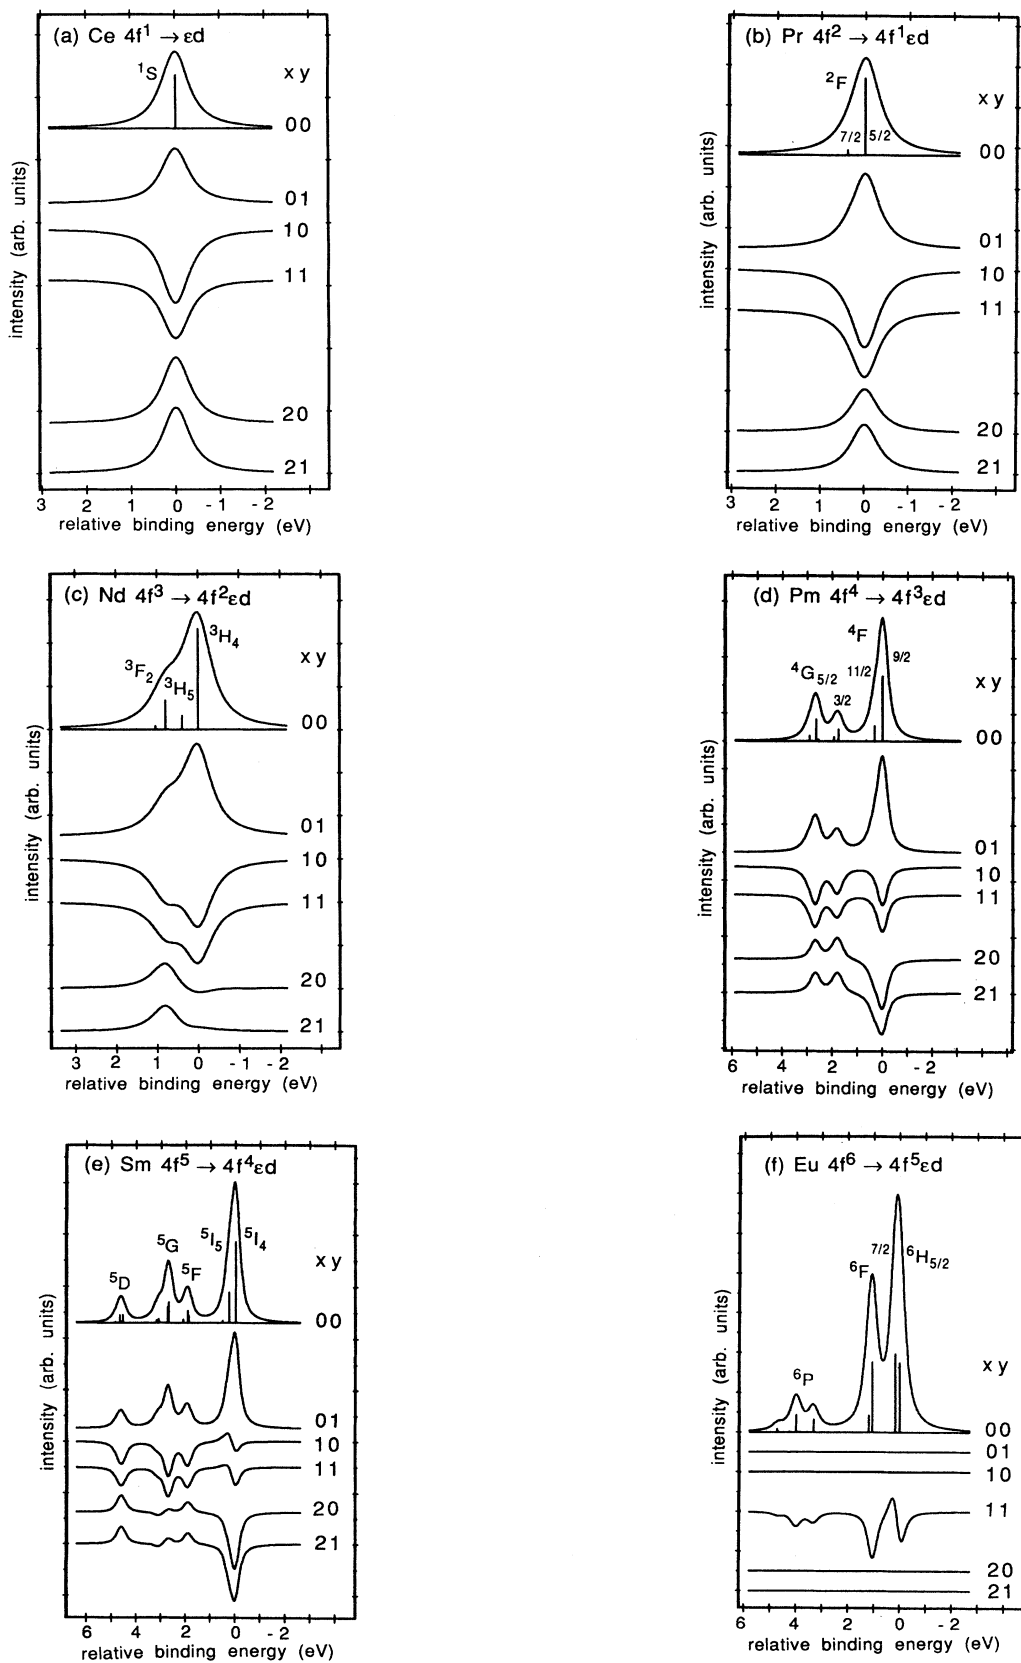 (a) Ce 4f¹ → εd
¹S
x y
00
01
10
11
20
21
intensity (arb. units)
3 2 1 0 -1 -2
relative binding energy (eV)
(b) Pr 4f² → 4f¹εd
²F
7/2 5/2
x y
00
01
10
11
20
21
intensity (arb. units)
3 2 1 0 -1 -2
relative binding energy (eV)
(c) Nd 4f³ → 4f²εd
³H₄
³F₂ ³H₅
x y
00
01
10
11
20
21
intensity (arb. units)
3 2 1 0 -1 -2
relative binding energy (eV)
(d) Pm 4f⁴ → 4f³εd
⁴F
9/2
⁴G₅/₂ 11/2
3/2
x y
00
01
10
11
20
21
intensity (arb. units)
6 4 2 0 -2
relative binding energy (eV)
(e) Sm 4f⁵ → 4f⁴εd
⁵I₅ ⁵I₄
⁵G
⁵F
⁵D
x y
00
01
10
11
20
21
intensity (arb. units)
6 4 2 0 -2
relative binding energy (eV)
(f) Eu 4f⁶ → 4f⁵εd
7/2 ⁶H₅/₂
⁶F
⁶P
x y
00
01
10
11
20
21
intensity (arb. units)
6 4 2 0 -2
relative binding energy (eV)